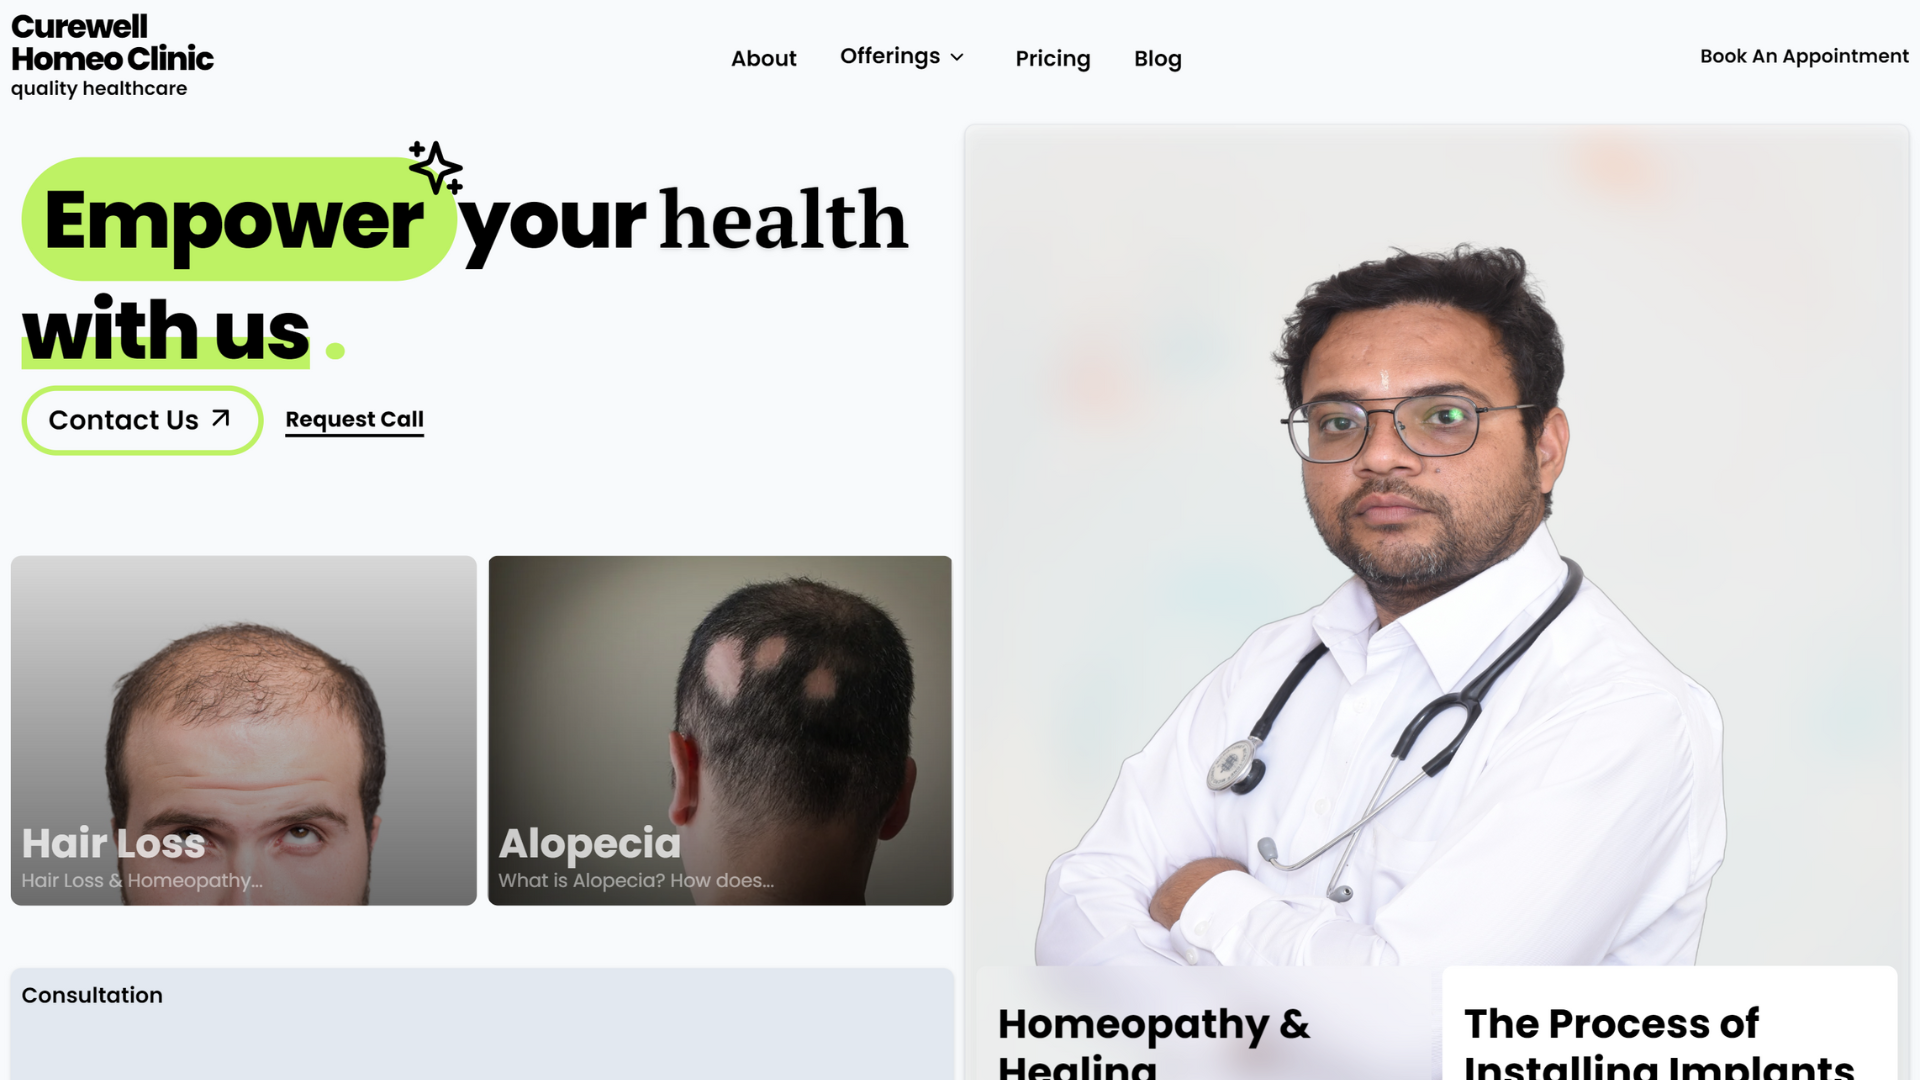 Curewell
Homeo Clinic
quality healthcare
About
Offerings
Pricing
Blog
Book An Appointment
Empower your health
with us .
Contact Us
Request Call
Hair Loss
Hair Loss & Homeopathy...
Alopecia
What is Alopecia? How does...
Consultation
Homeopathy &
Healing
The Process of
Installing Implants